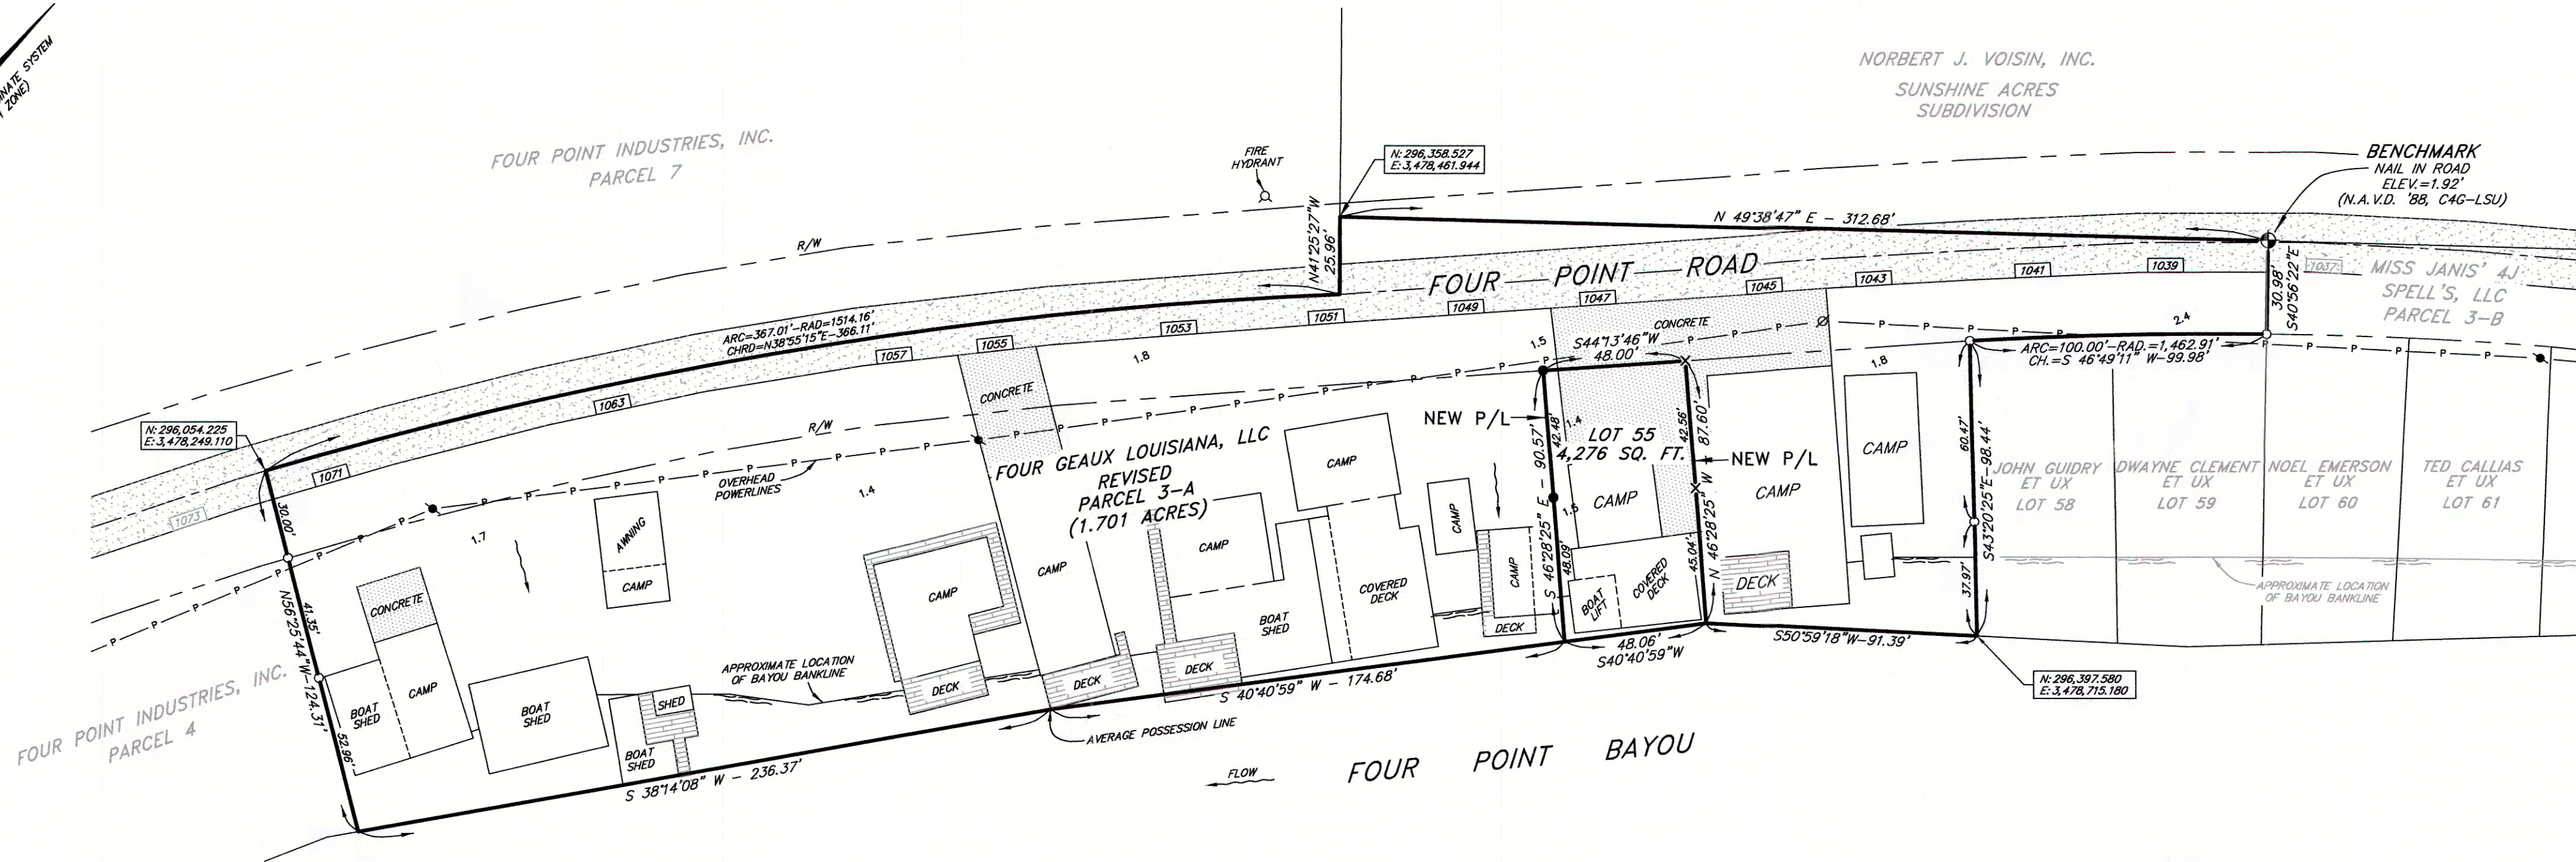 INATE SYSTEM
ZONE)
FOUR POINT INDUSTRIES, INC.
PARCEL 7
FIRE
HYDRANT
N: 296,358.527
E: 3,478,461.944
NORBERT J. VOISIN, INC.
SUNSHINE ACRES
SUBDIVISION
BENCHMARK
NAIL IN ROAD
ELEV.=1.92'
(N.A.V.D. '88, C4G-LSU)
R/W
N41°25'27"W
25.96'
N 49°38'47" E - 312.68'
FOUR POINT ROAD
ARC=367.01'-RAD=1514.16'
CHRD=N38°55'15"E-366.11'
1073
1071
1063
1057
1055
1053
1051
1049
1047
1045
1043
1041
1039
1037
30.98'
S40°56'22"E
MISS JANIS' 4J
SPELL'S, LLC
PARCEL 3-B
N: 296,054.225
E: 3,478,249.110
R/W
OVERHEAD
POWERLINES
CONCRETE
1.8
1.5
S44°13'46"W
48.00'
CONCRETE
1.8
2.4
ARC=100.00'-RAD.=1,462.91'
CH.=S 46°49'11" W-99.98'
30.00'
41.35'
N56°25'44"W-124.31'
52.96'
1.7
1.4
FOUR GEAUX LOUISIANA, LLC
REVISED
PARCEL 3-A
(1.701 ACRES)
NEW P/L
42.48'
S 46°28'25" E - 90.57'
48.09'
1.4
1.5
LOT 55
4,276 SQ. FT.
CAMP
42.56'
N 46°28'25" W 87.60'
45.04'
NEW P/L
CAMP
CAMP
60.47'
S43°20'25"E-98.44'
37.97'
JOHN GUIDRY
ET UX
LOT 58
DWAYNE CLEMENT
ET UX
LOT 59
NOEL EMERSON
ET UX
LOT 60
TED CALLIAS
ET UX
LOT 61
APPROXIMATE LOCATION
OF BAYOU BANKLINE
CONCRETE
CAMP
BOAT
SHED
AWNING
CAMP
BOAT
SHED
SHED
BOAT
SHED
CAMP
DECK
CAMP
DECK
CAMP
CAMP
BOAT
SHED
DECK
COVERED
DECK
CAMP
CAMP
DECK
BOAT
LIFT
COVERED
DECK
DECK
APPROXIMATE LOCATION
OF BAYOU BANKLINE
FOUR POINT INDUSTRIES, INC.
PARCEL 4
S 38°14'08" W - 236.37'
S 40°40'59" W - 174.68'
48.06'
S40°40'59"W
S50°59'18"W-91.39'
N: 296,397.580
E: 3,478,715.180
AVERAGE POSSESSION LINE
FLOW
FOUR POINT BAYOU
P P P P P P P P P P P P P P P P P P P P P P P P P P P P P P